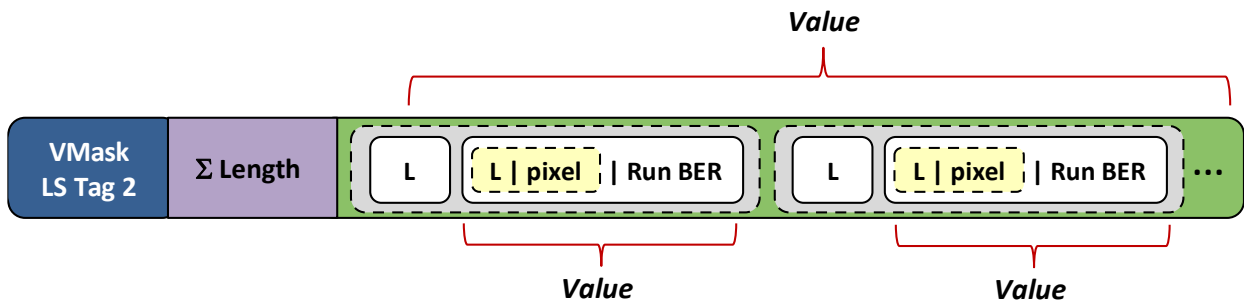 Value
VMask
LS Tag 2
Σ Length
L
L | pixel | Run BER
L
L | pixel | Run BER
...
Value
Value